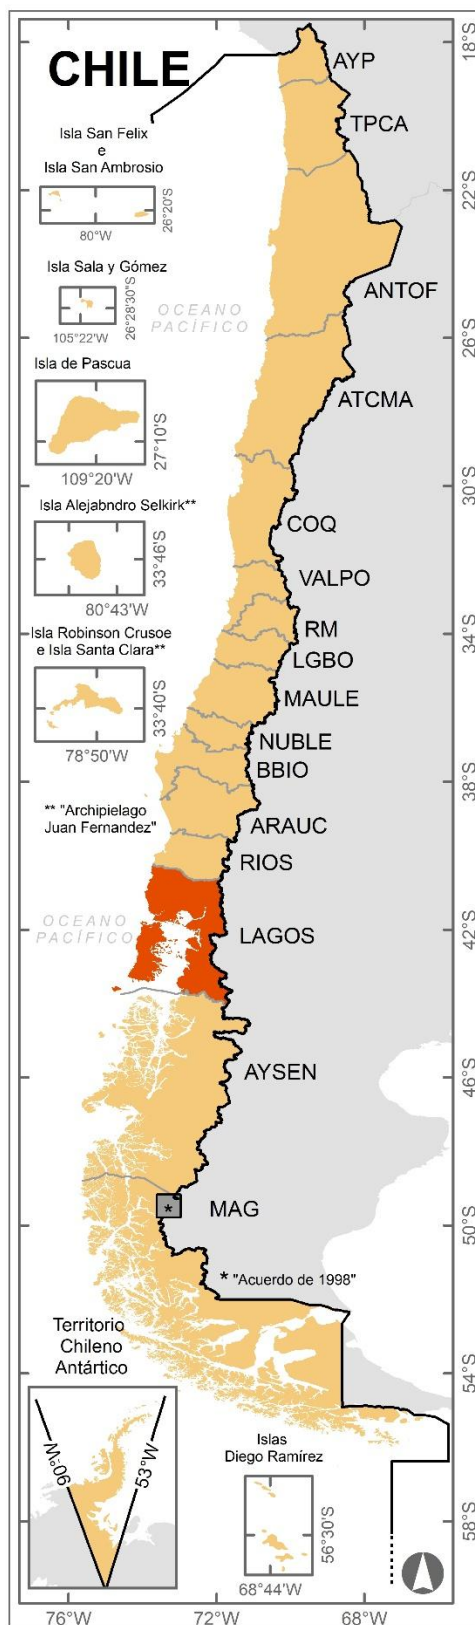 CHILE
Isla San Felix
e
Isla San Ambrosio
26°20'S
80°W
Isla Sala y Gómez
26°28'30"S
105°22'W
Isla de Pascua
27°10'S
109°20'W
Isla Alejabndro Selkirk**
33°46'S
80°43'W
Isla Robinson Crusoe
e Isla Santa Clara**
33°40'S
78°50'W
** "Archipielago
Juan Fernandez"
OCEANO
PACÍFICO
OCEANO
PACÍFICO
AYP
TPCA
ANTOF
ATCMA
COQ
VALPO
RM
LGBO
MAULE
NUBLE
BBIO
ARAUC
RIOS
LAGOS
AYSEN
MAG
*
* "Acuerdo de 1998"
Territorio
Chileno
Antártico
90°W
53°W
Islas
Diego Ramírez
56°30'S
68°44'W
18°S
22°S
26°S
30°S
34°S
38°S
42°S
46°S
50°S
54°S
58°S
76°W
72°W
68°W